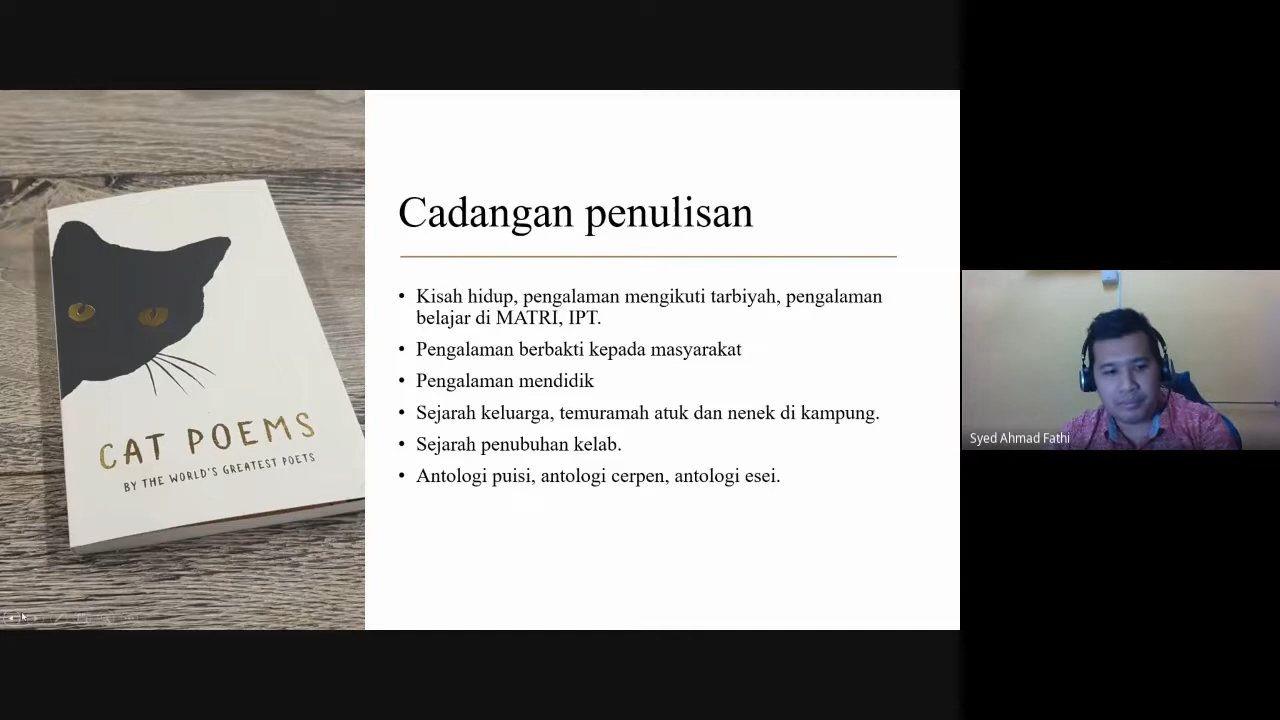 Cadangan penulisan
• Kisah hidup, pengalaman mengikuti tarbiyah, pengalaman
belajar di MATRI, IPT.
• Pengalaman berbakti kepada masyarakat
• Pengalaman mendidik
• Sejarah keluarga, temuramah atuk dan nenek di kampung.
• Sejarah penubuhan kelab.
• Antologi puisi, antologi cerpen, antologi esei.
CAT POEMS
BY THE WORLD'S GREATEST POETS
Syed Ahmad Fathi